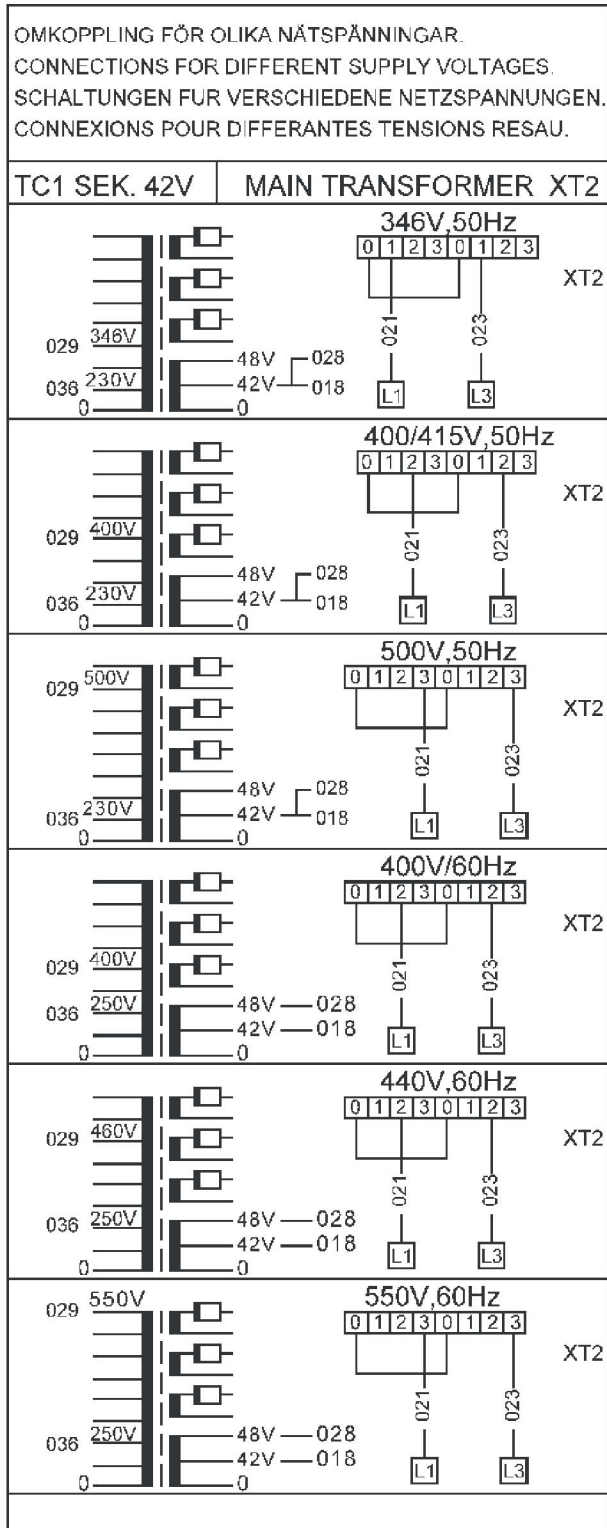 OMKOPPLING FÖR OLIKA NÄTSPÄNNINGAR.
CONNECTIONS FOR DIFFERENT SUPPLY VOLTAGES.
SCHALTUNGEN FUR VERSCHIEDENE NETZSPANNUNGEN.
CONNEXIONS POUR DIFFERANTES TENSIONS RESAU.
TC1 SEK. 42V MAIN TRANSFORMER XT2
346V,50Hz
0 1 2 3 0 1 2 3
XT2
021 023
029 346V
48V 028
036 230V 42V 018
0 0
L1 L3
400/415V,50Hz
0 1 2 3 0 1 2 3
XT2
029 400V
021 023
48V 028
036 230V 42V 018
0 0
L1 L3
500V,50Hz
0 1 2 3 0 1 2 3
029 500V
XT2
021 023
48V 028
036 230V 42V 018
0 0
L1 L3
400V/60Hz
0 1 2 3 0 1 2 3
XT2
029 400V
021 023
036 250V 48V 028
42V 018
0 0
L1 L3
440V,60Hz
0 1 2 3 0 1 2 3
029 460V
XT2
021 023
036 250V 48V 028
42V 018
0 0
L1 L3
029 550V
550V,60Hz
0 1 2 3 0 1 2 3
XT2
021 023
036 250V 48V 028
42V 018
0 0
L1 L3